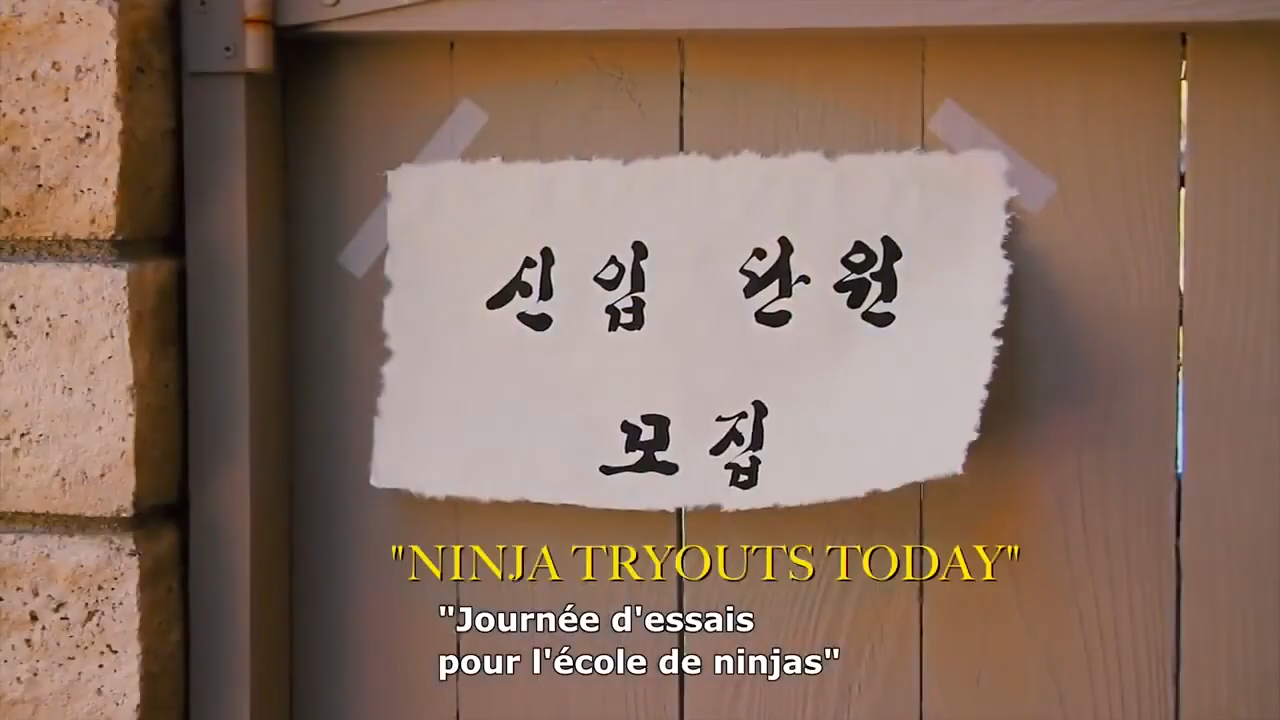 신입 단원
모집
"NINJA TRYOUTS TODAY"
"Journée d'essais
pour l'école de ninjas"